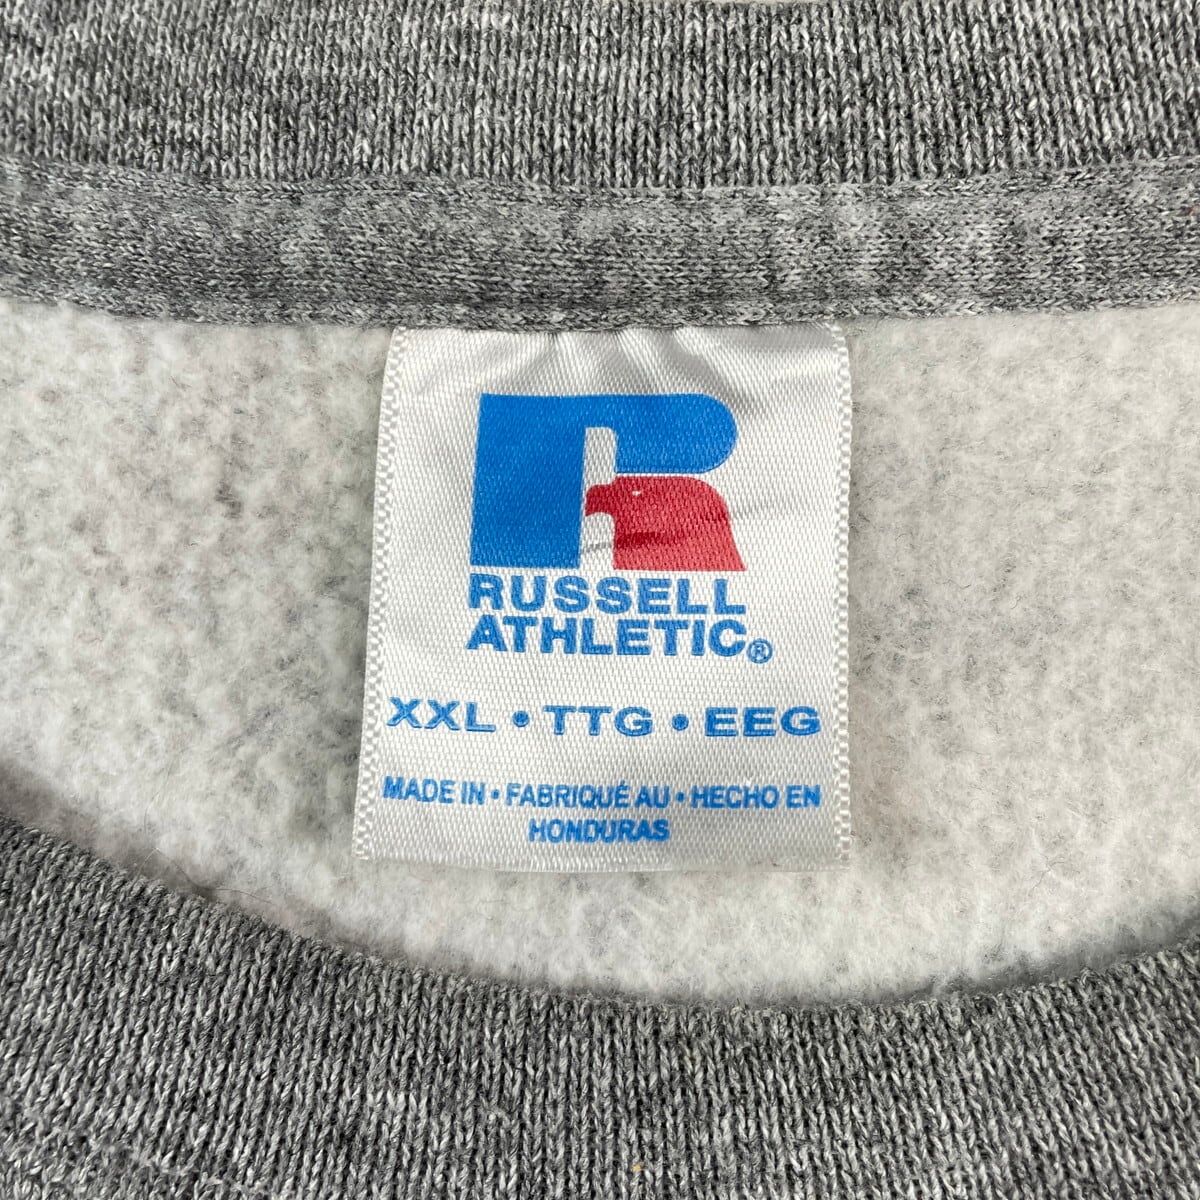 RUSSELL
ATHLETIC®
XXL • TTG • EEG
MADE IN • FABRIQUÉ AU • HECHO EN
HONDURAS